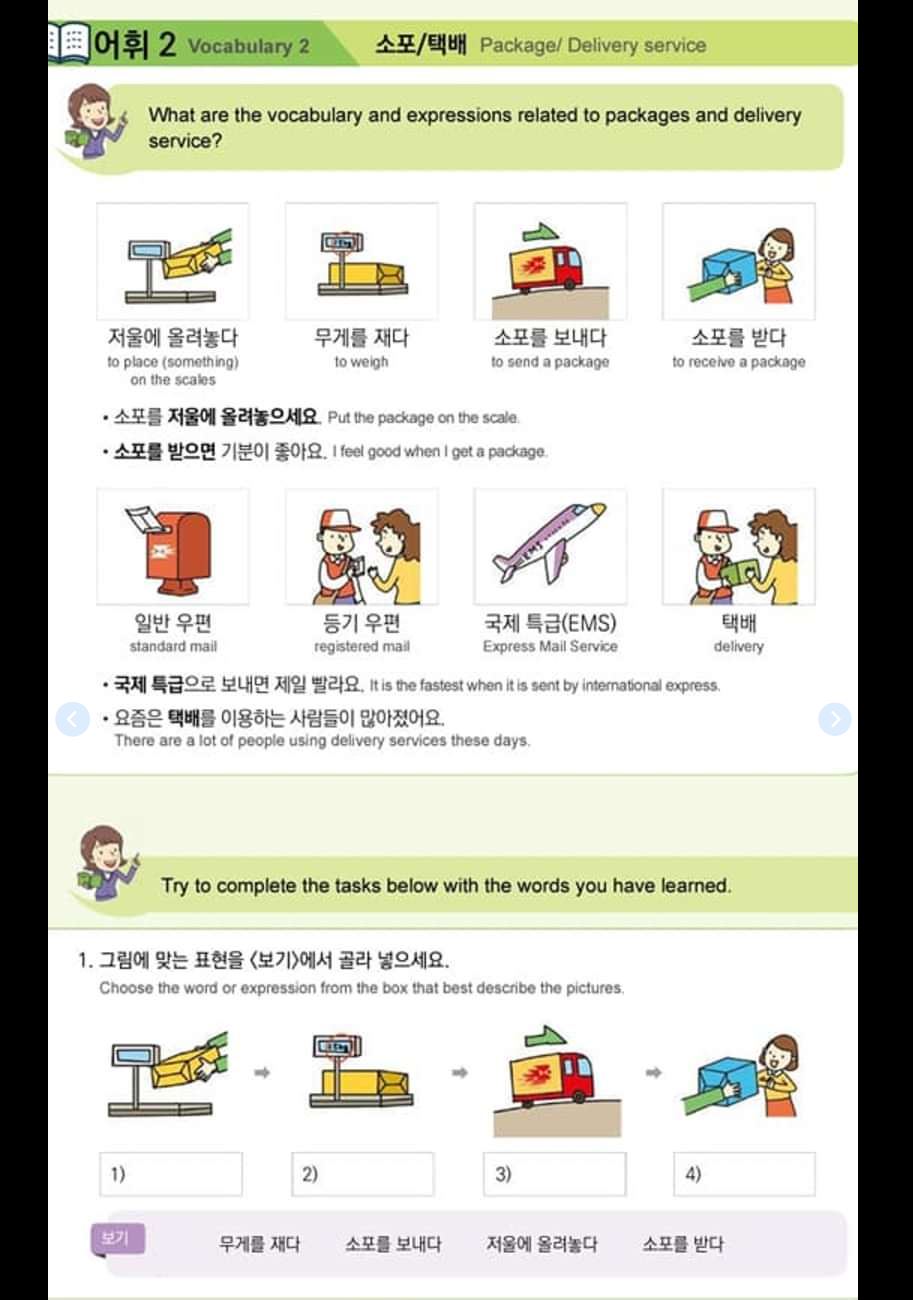 어휘 2 Vocabulary 2 소포/택배 Package/ Delivery service
What are the vocabulary and expressions related to packages and delivery
service?
저울에 올려놓다 무게를 재다 소포를 보내다 소포를 받다
to place (something) to weigh to send a package to receive a package
on the scales
• 소포를 저울에 올려놓으세요. Put the package on the scale.
• 소포를 받으면 기분이 좋아요. I feel good when I get a package.
EMS
일반 우편 등기 우편 국제 특급(EMS) 택배
standard mail registered mail Express Mail Service delivery
• 국제 특급으로 보내면 제일 빨라요. It is the fastest when it is sent by international express.
• 요즘은 택배를 이용하는 사람들이 많아졌어요.
There are a lot of people using delivery services these days.
Try to complete the tasks below with the words you have learned.
1. 그림에 맞는 표현을 〈보기〉에서 골라 넣으세요.
Choose the word or expression from the box that best describe the pictures.
1) 2) 3) 4)
보기 무게를 재다 소포를 보내다 저울에 올려놓다 소포를 받다